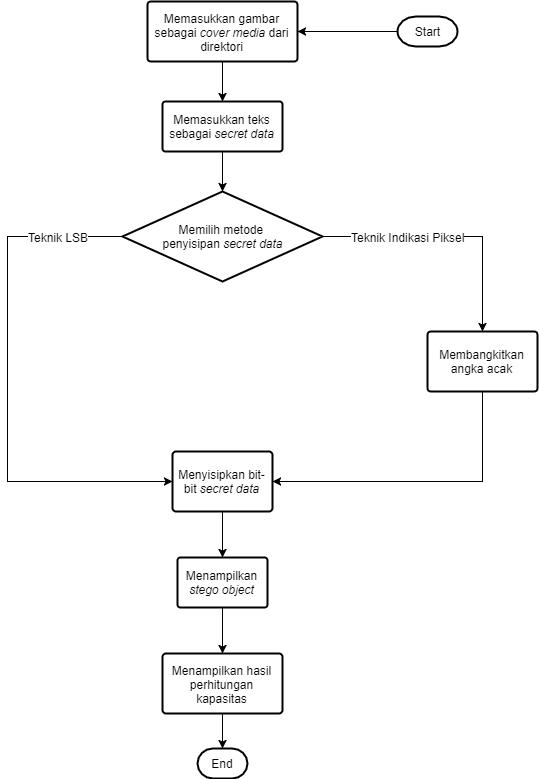 Memasukkan gambar
sebagai cover media dari
direktori
Start
Memasukkan teks
sebagai secret data
Memilih metode
penyisipan secret data
Teknik LSB
Teknik Indikasi Piksel
Membangkitkan
angka acak
Menyisipkan bit-
bit secret data
Menampilkan
stego object
Menampilkan hasil
perhitungan
kapasitas
End